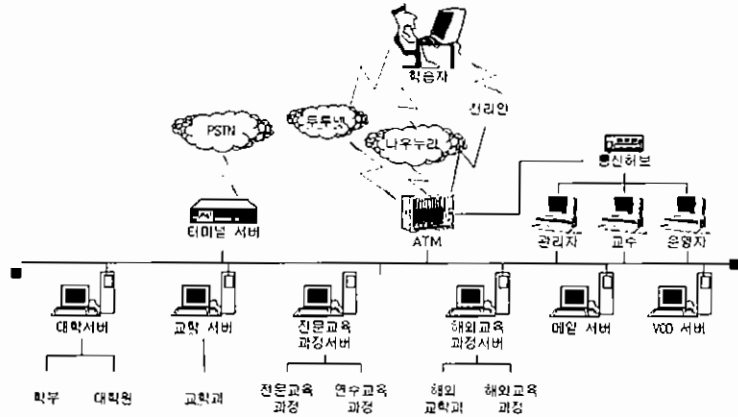 학습자
천리안
두루넷
PSTN
나우누리
통신허브
터미널 서버
ATM
관리자
교수
운영자
대학서버
교학 서버
전문교육
과정서버
해외교육
과정서버
메일 서버
VOD 서버
학부
대학원
교학과
전문교육
과정
연수교육
과정
해외
교학과
해외교육
과정